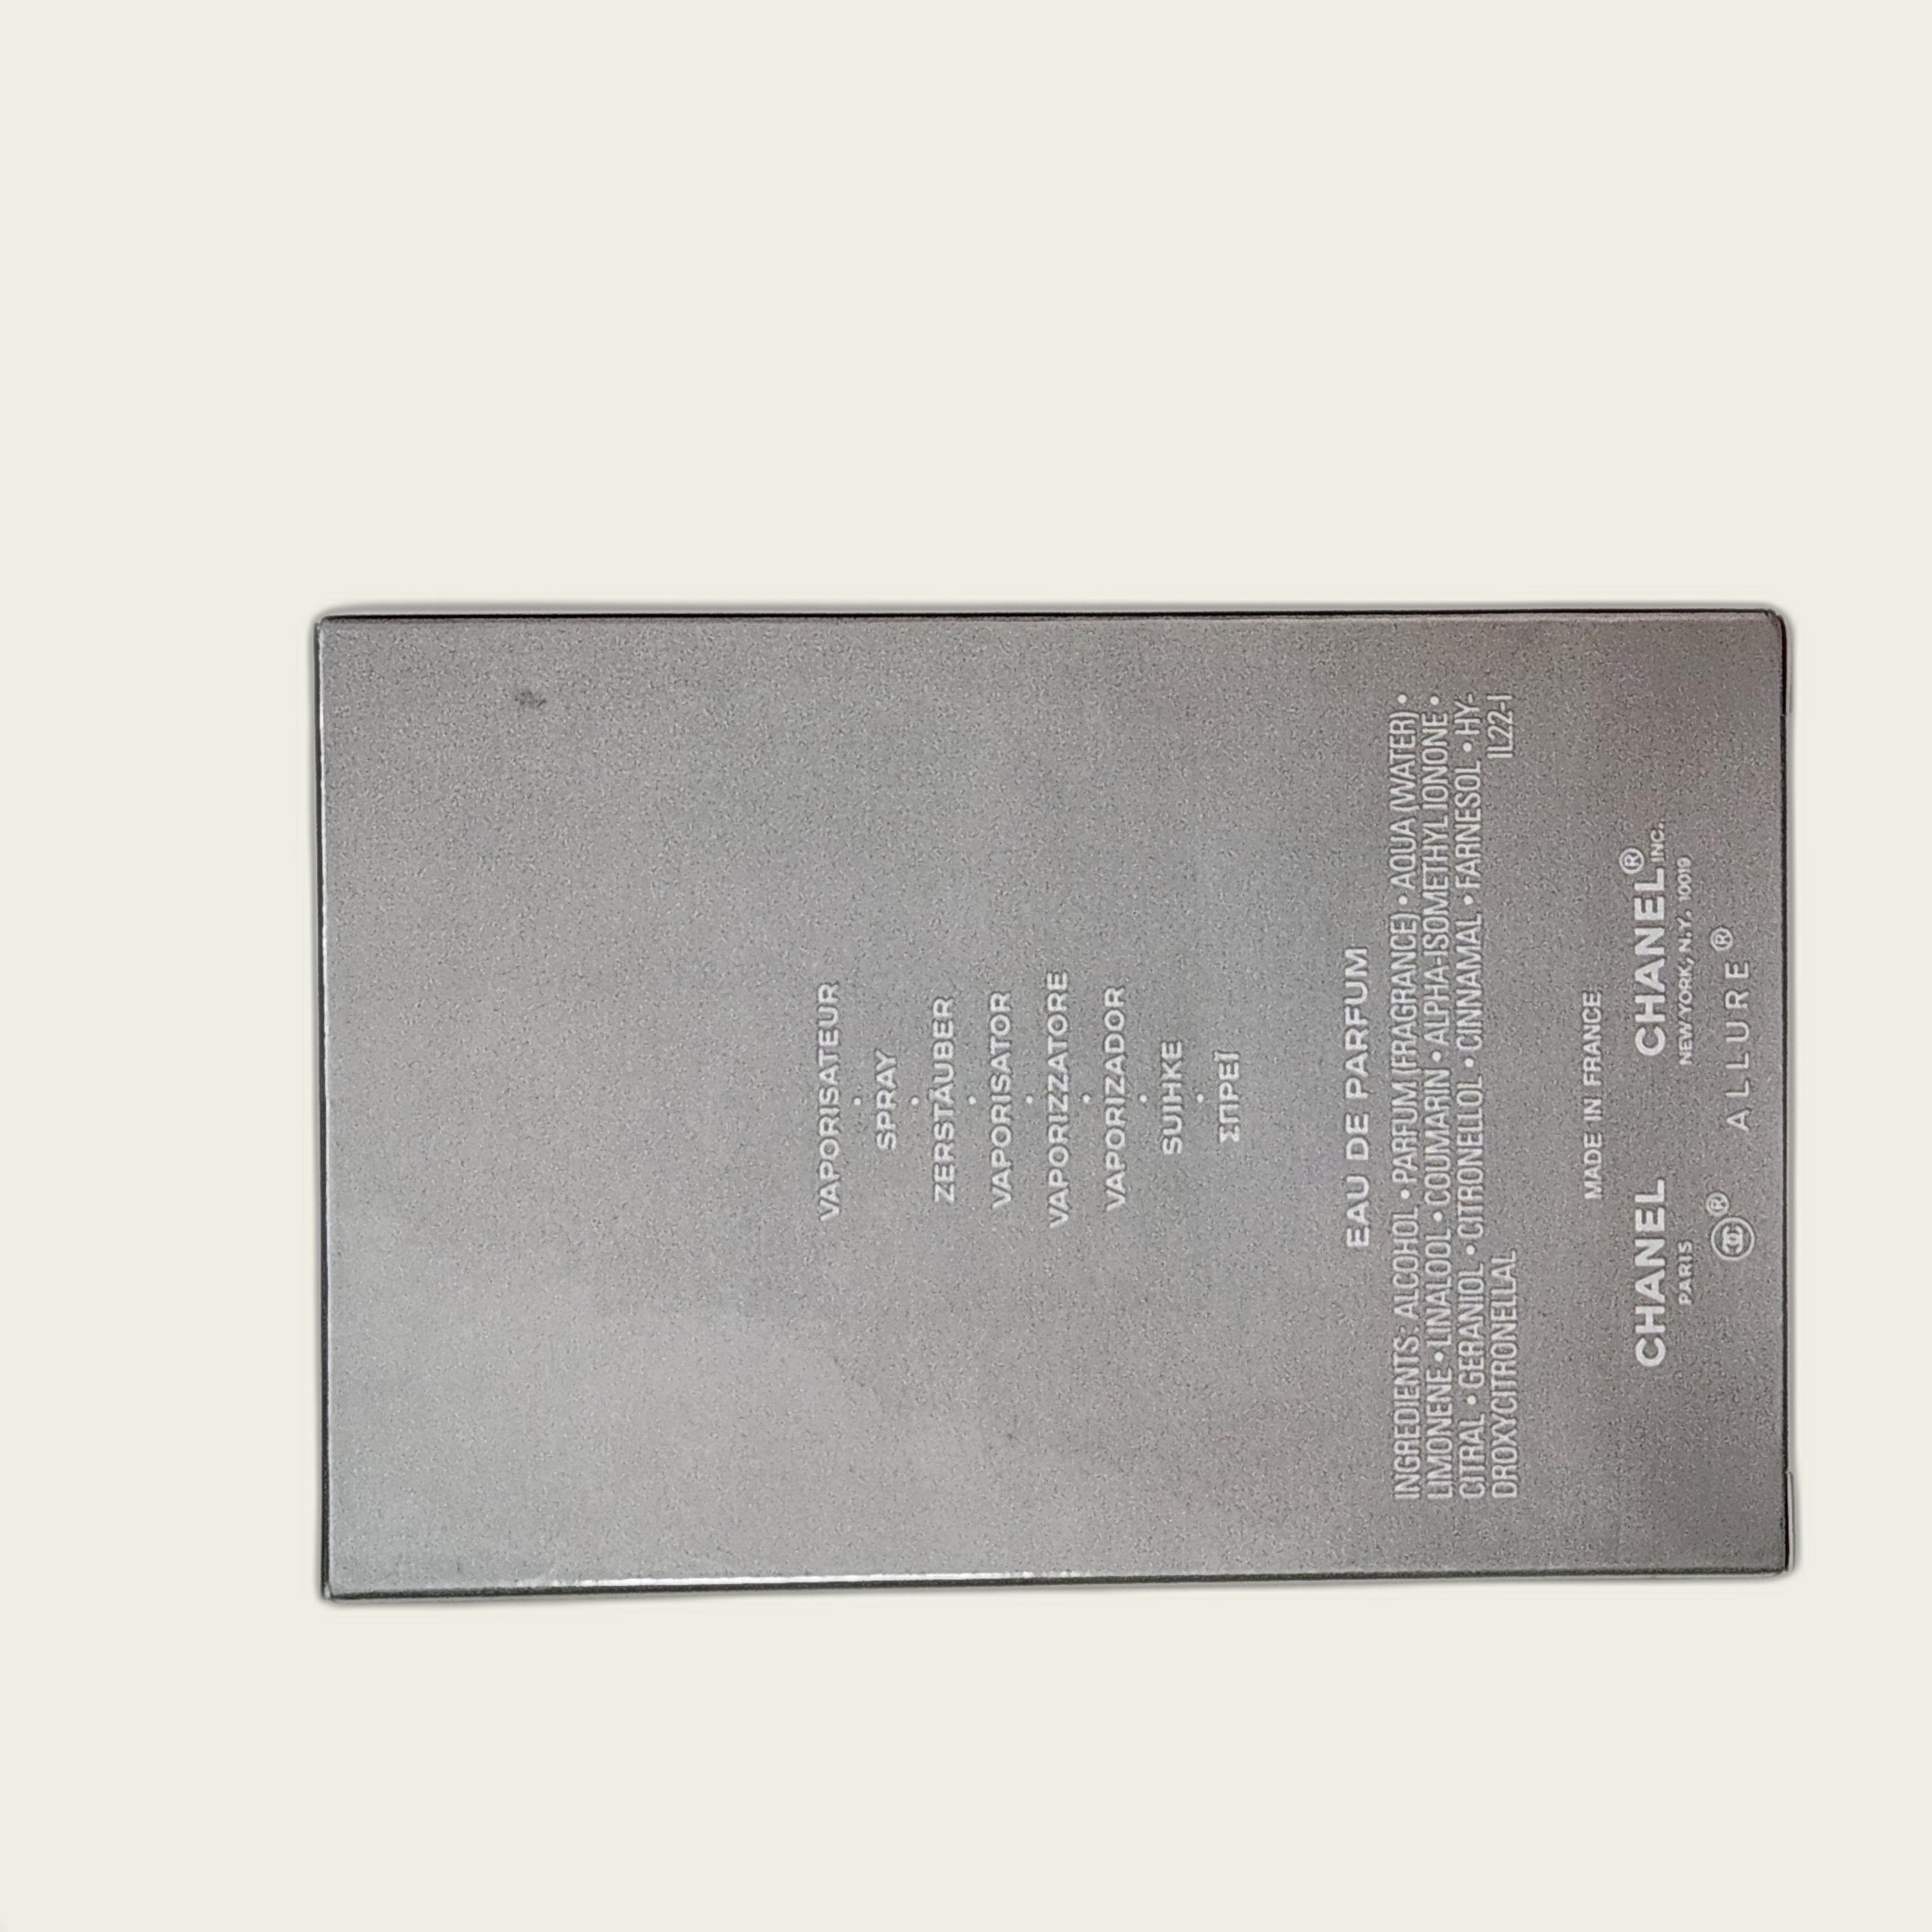 VAPORISATEUR
•
SPRAY
•
ZERSTÄUBER
•
VAPORISATOR
•
VAPORIZZATORE
•
VAPORIZADOR
•
SUIHKE
•
ΣΠΡΕΪ
EAU DE PARFUM
INGREDIENTS: ALCOHOL • PARFUM (FRAGRANCE) • AQUA (WATER) •
LIMONENE • LINALOOL • COUMARIN • ALPHA-ISOMETHYL IONONE •
CITRAL • GERANIOL • CITRONELLOL • CINNAMAL • FARNESOL • HY-
DROXYCITRONELLAL IL22-I
MADE IN FRANCE
CHANEL CHANEL® INC.
PARIS NEW YORK, N.Y. 10019
® ALLURE®